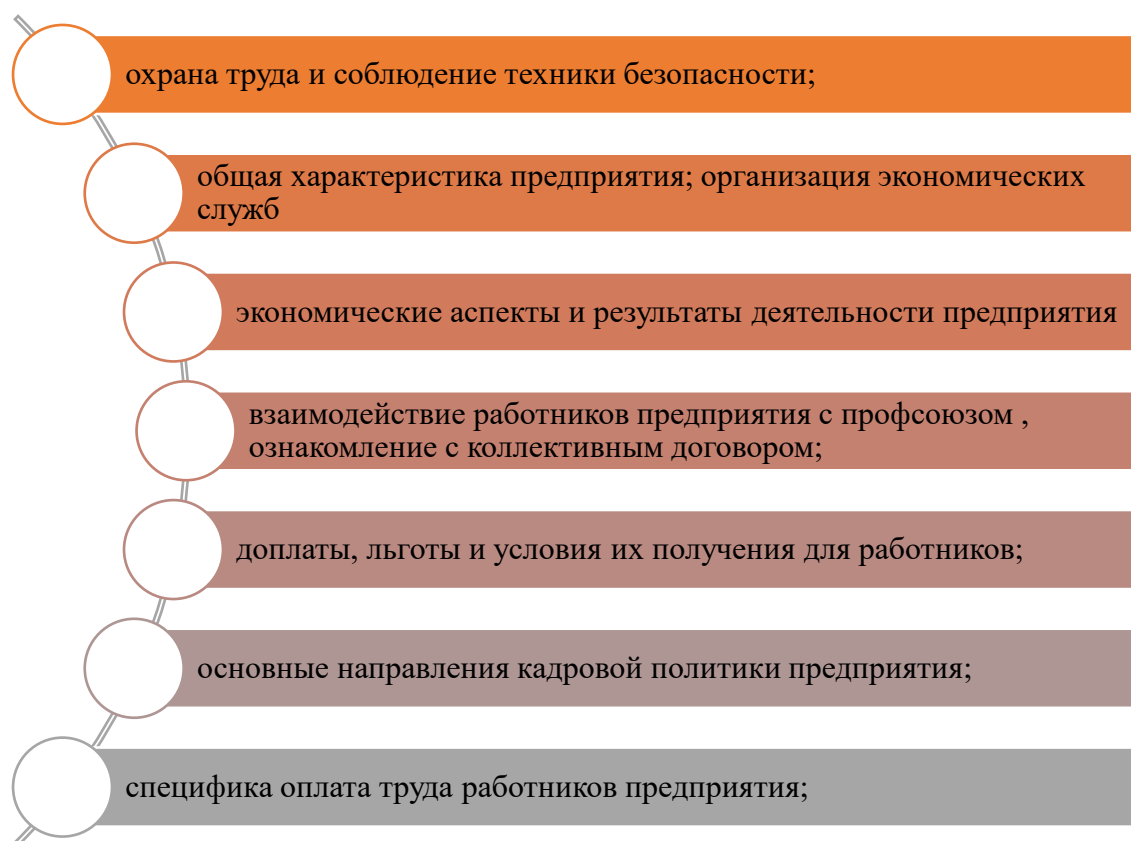 охрана труда и соблюдение техники безопасности;
общая характеристика предприятия; организация экономических
служб
экономические аспекты и результаты деятельности предприятия
взаимодействие работников предприятия с профсоюзом ,
ознакомление с коллективным договором;
доплаты, льготы и условия их получения для работников;
основные направления кадровой политики предприятия;
специфика оплата труда работников предприятия;